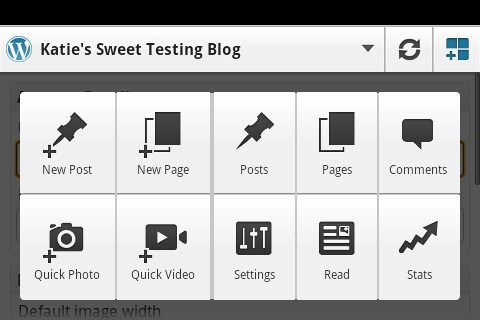 Katie's Sweet Testing Blog
New Post
New Page
Posts
Pages
Comments
Quick Photo
Quick Video
Settings
Read
Stats
Default image width